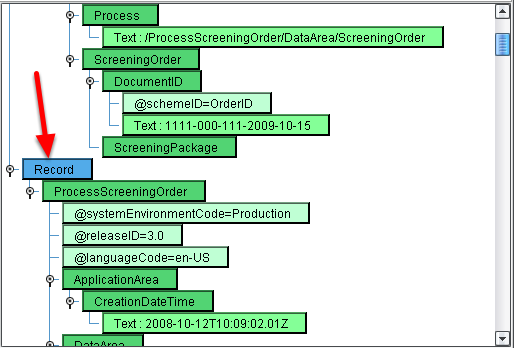 Process
Text : /ProcessScreeningOrder/DataArea/ScreeningOrder
ScreeningOrder
DocumentID
@schemeID=OrderID
Text : 1111-000-111-2009-10-15
ScreeningPackage
Record
ProcessScreeningOrder
@systemEnvironmentCode=Production
@releaseID=3.0
@languageCode=en-US
ApplicationArea
CreationDateTime
Text : 2008-10-12T10:09:02.01Z
DataArea